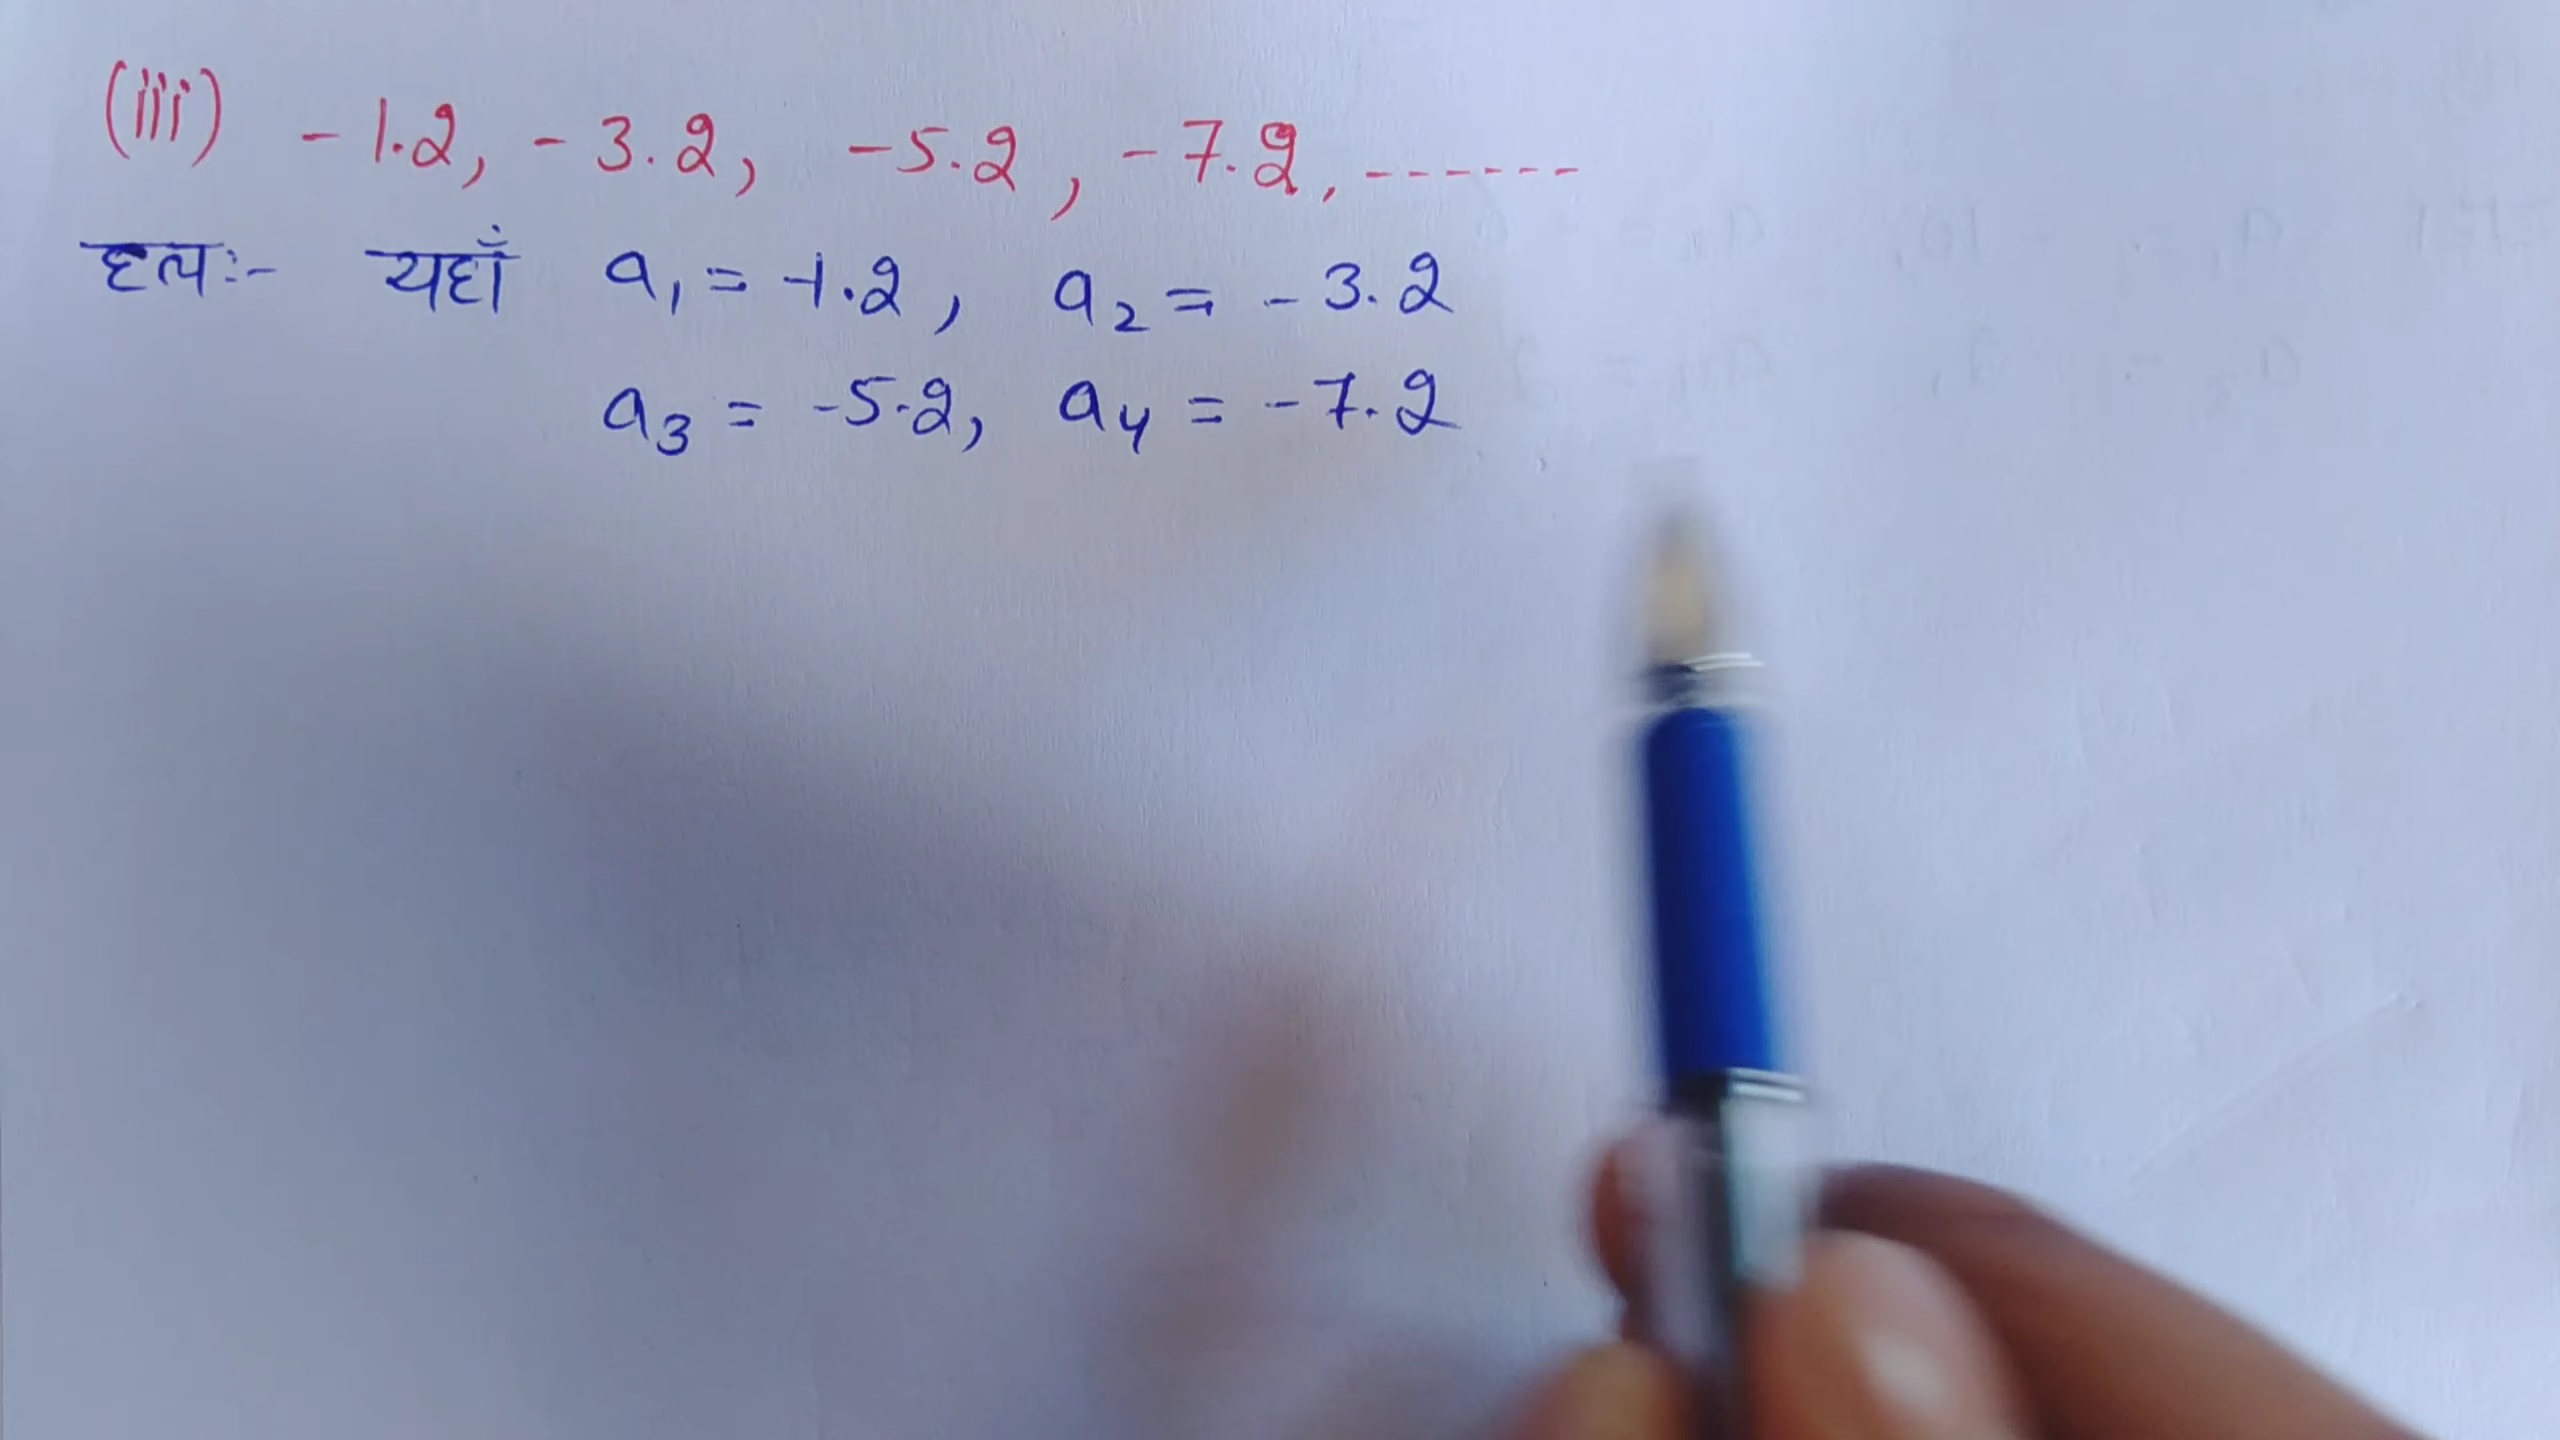 (iii) -1.2, -3.2, -5.2, -7.2, ------
हल:- यहाँ a₁ = -1.2, a₂ = -3.2
a₃ = -5.2, a₄ = -7.2